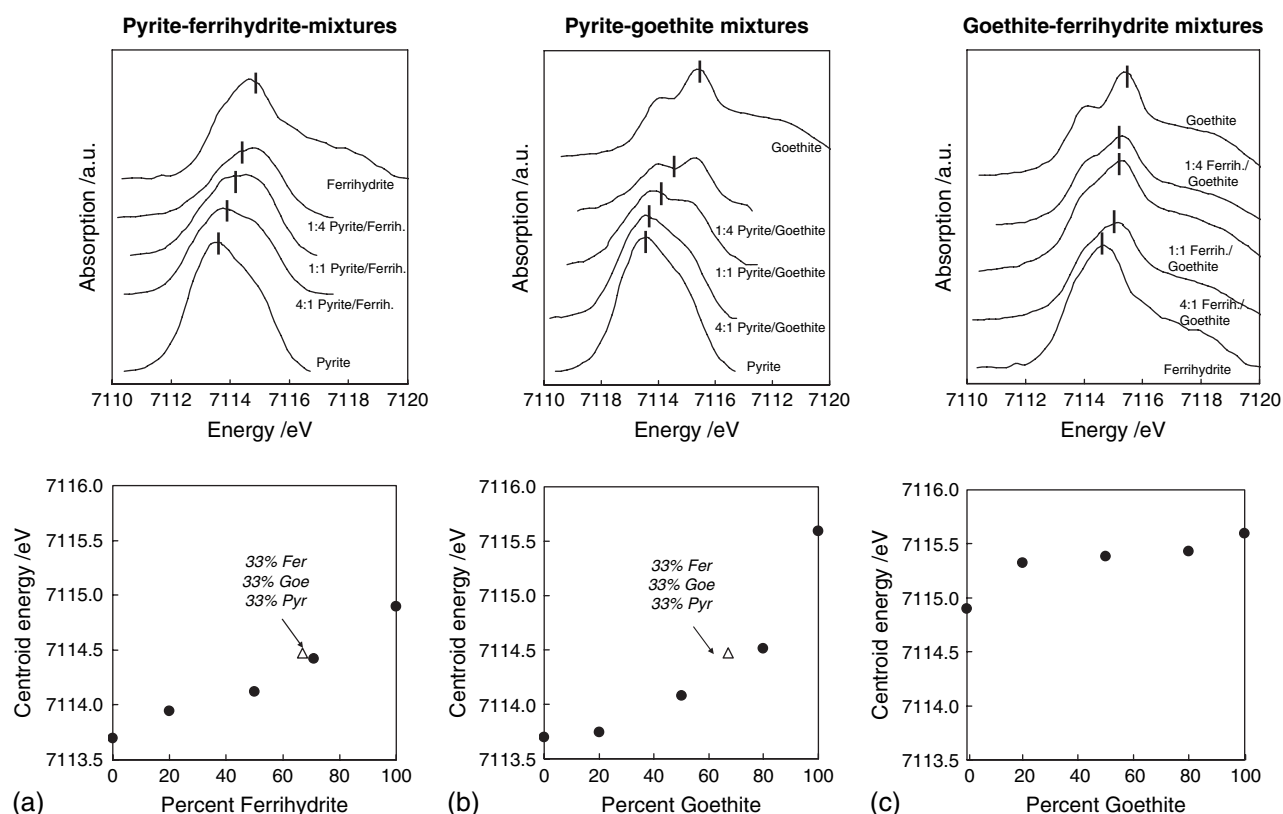 Pyrite-ferrihydrite-mixtures
Absorption /a.u.
Ferrihydrite
1:4 Pyrite/Ferrih.
1:1 Pyrite/Ferrih.
4:1 Pyrite/Ferrih.
Pyrite
7110 7112 7114 7116 7118 7120
Energy /eV
Pyrite-goethite mixtures
Absorption /a.u.
Goethite
1:4 Pyrite/Goethite
1:1 Pyrite/Goethite
4:1 Pyrite/Goethite
Pyrite
7110 7118 7114 7116 7118 7120
Energy /eV
Goethite-ferrihydrite mixtures
Absorption /a.u.
Goethite
1:4 Ferrih./
Goethite
1:1 Ferrih./
Goethite
4:1 Ferrih./
Goethite
Ferrihydrite
7110 7112 7114 7116 7118 7120
Energy /eV
Centroid energy /eV
7116.0
7115.5
7115.0
7114.5
7114.0
7113.5
33% Fer
33% Goe
33% Pyr
0 20 40 60 80 100
(a)
Percent Ferrihydrite
Centroid energy /eV
7116.0
7115.5
7115.0
7114.5
7114.0
7113.5
33% Fer
33% Goe
33% Pyr
0 20 40 60 80 100
(b)
Percent Goethite
Centroid energy /eV
7116.0
7115.5
7115.0
7114.5
7114.0
7113.5
0 20 40 60 80 100
(c)
Percent Goethite